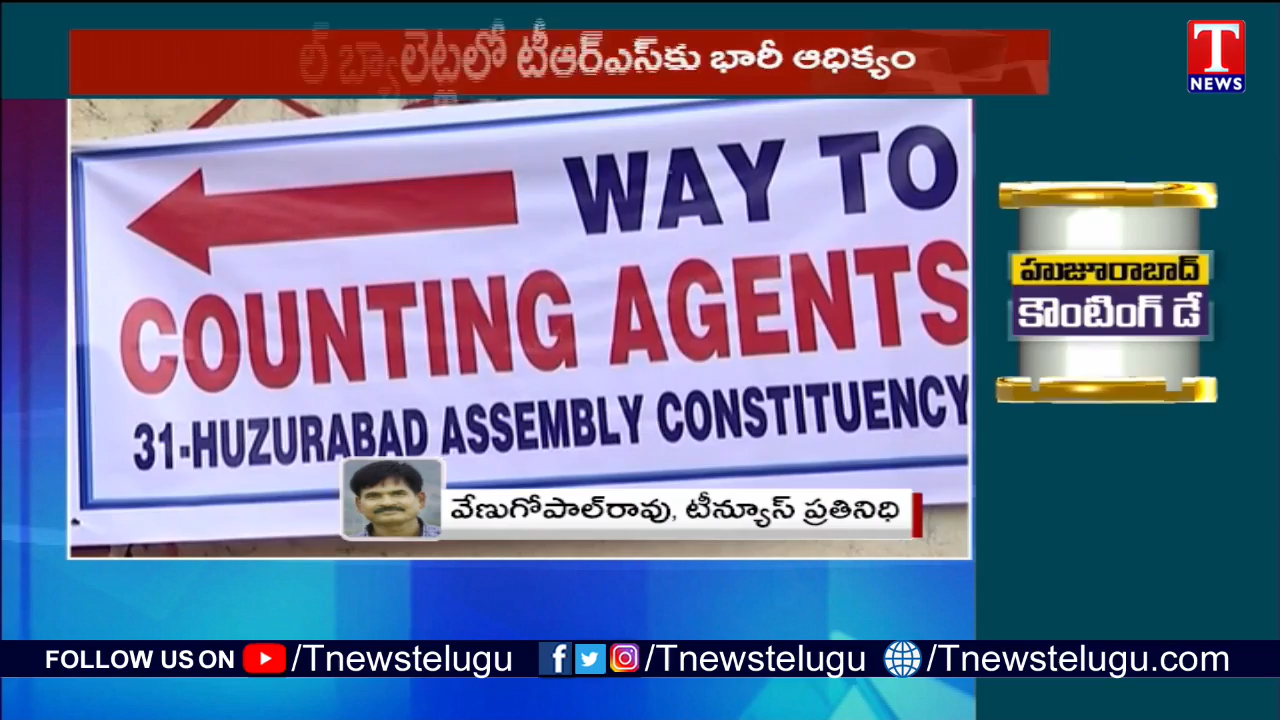 బ్యాలెట్లలో టీఆర్ఎస్‌కు భారీ ఆధిక్యం
T
NEWS
WAY TO
COUNTING AGENTS
31-HUZURABAD ASSEMBLY CONSTITUENCY
హుజూరాబాద్
కౌంటింగ్ డే
వేణుగోపాల్‌రావు, టీన్యూస్ ప్రతినిధి
FOLLOW US ON /Tnewstelugu /Tnewstelugu /Tnewstelugu.com